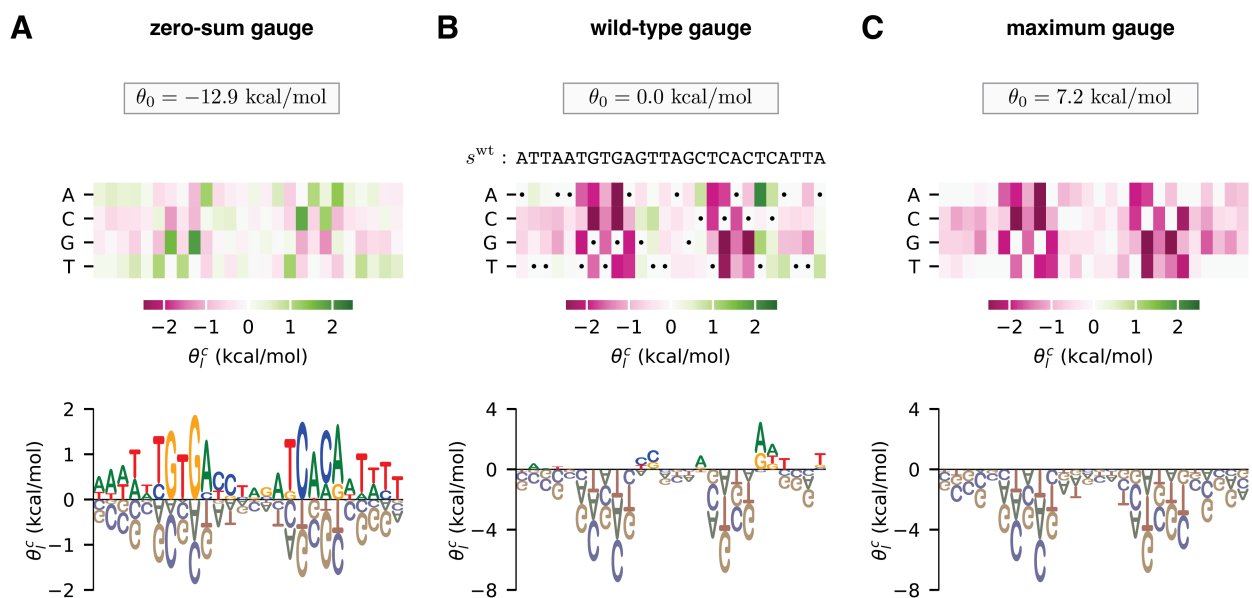 A zero-sum gauge
B wild-type gauge
C maximum gauge
θ₀ = −12.9 kcal/mol
θ₀ = 0.0 kcal/mol
θ₀ = 7.2 kcal/mol
sʷᵗ : ATTAATGTGAGTTAGCTCACTCATTA
A
C
G
T
A
C
G
T
A
C
G
T
−2 −1 0 1 2
−2 −1 0 1 2
−2 −1 0 1 2
θₗᶜ (kcal/mol)
θₗᶜ (kcal/mol)
θₗᶜ (kcal/mol)
2
1
0
−1
−2
θₗᶜ (kcal/mol)
4
0
−4
−8
θₗᶜ (kcal/mol)
4
0
−4
−8
θₗᶜ (kcal/mol)